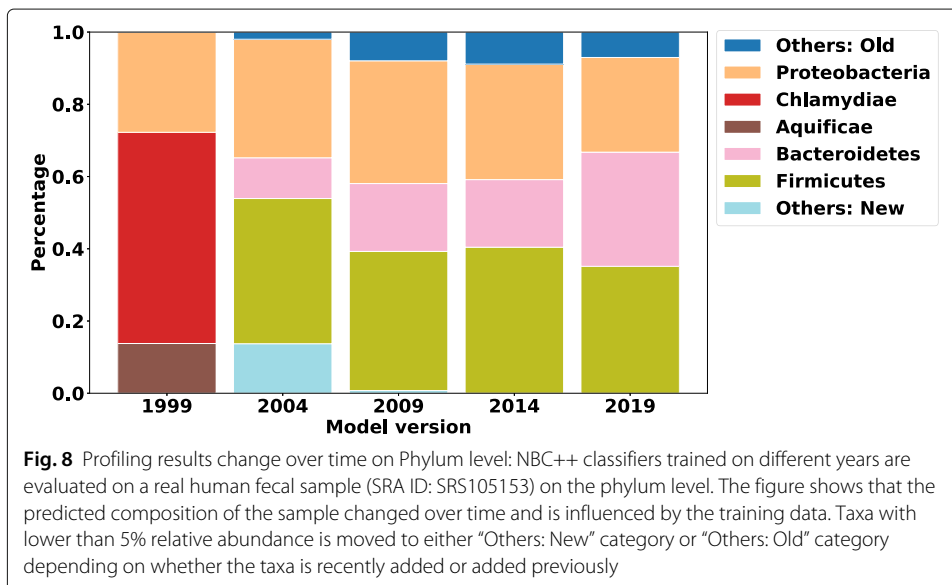 1.0
0.8
0.6
0.4
0.2
0.0
Percentage
1999 2004 2009 2014 2019
Model version
Others: Old
Proteobacteria
Chlamydiae
Aquificae
Bacteroidetes
Firmicutes
Others: New
Fig. 8 Profiling results change over time on Phylum level: NBC++ classifiers trained on different years are
evaluated on a real human fecal sample (SRA ID: SRS105153) on the phylum level. The figure shows that the
predicted composition of the sample changed over time and is influenced by the training data. Taxa with
lower than 5% relative abundance is moved to either “Others: New” category or “Others: Old” category
depending on whether the taxa is recently added or added previously